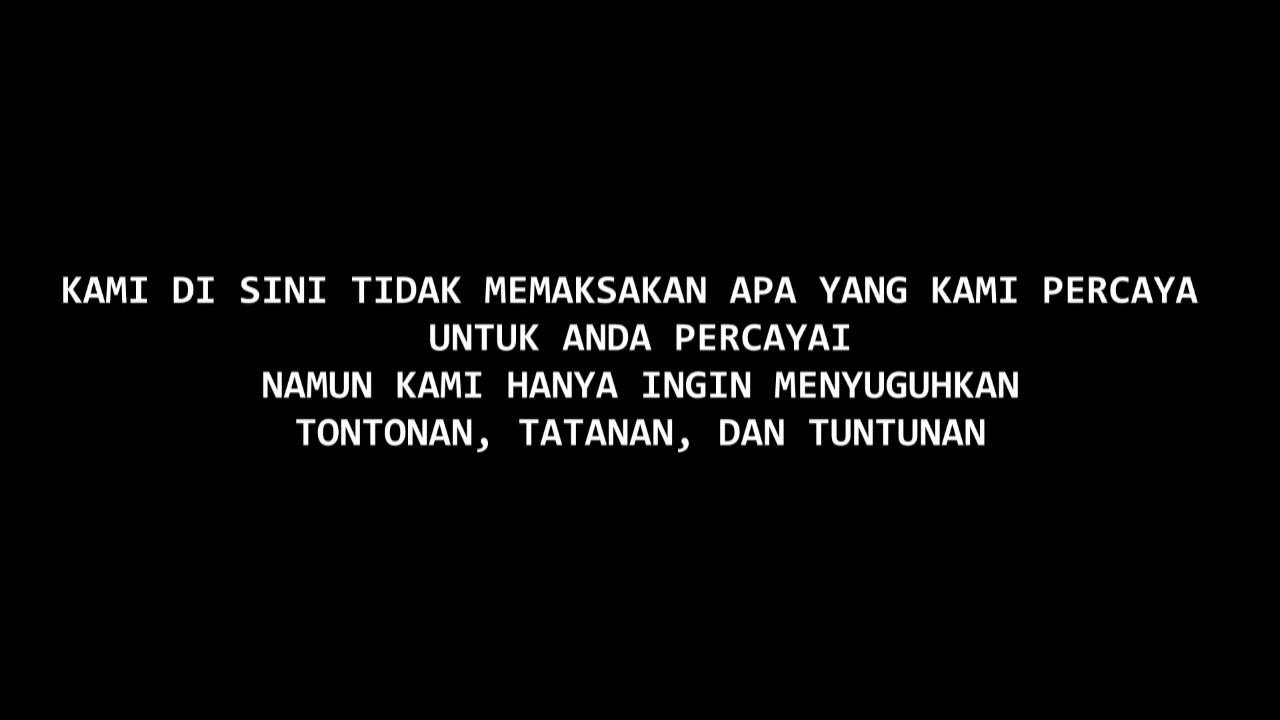 KAMI DI SINI TIDAK MEMAKSAKAN APA YANG KAMI PERCAYA
UNTUK ANDA PERCAYAI
NAMUN KAMI HANYA INGIN MENYUGUHKAN
TONTONAN, TATANAN, DAN TUNTUNAN